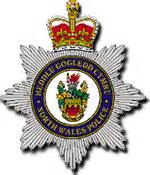 HEDDLU GOGLEDD CYMRU
NORTH WALES POLICE